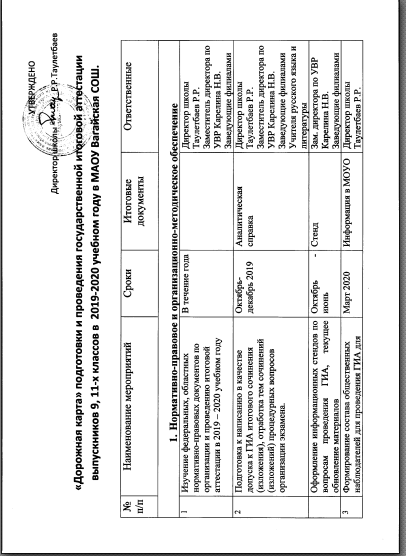 УТВЕРЖДЕНО
Директор школы Р.Р.Таулетбаев
«Дорожная карта» подготовки и проведения государственной итоговой аттестации
выпускников 9, 11-х классов в 2019-2020 учебном году в МАОУ Вагайская СОШ.
№ п/п
Наименование мероприятий
Сроки
Итоговые документы
Ответственные
1. Нормативно-правовое и организационно-методическое обеспечение
1
Изучение федеральных, областных
нормативно-правовых документов по
организации и проведению итоговой
аттестации в 2019 – 2020 учебном году
В течение года
Директор школы
Таулетбаев Р.Р.
Заместитель директора по
УВР Карелина Н.В.
Заведующие филиалами
2
Подготовка к написанию в качестве
допуска к ГИА итогового сочинения
(изложения), отработка тем сочинений
(изложений) процедурных вопросов
организации экзамена.
Октябрь-
декабрь 2019
Аналитическая
справка
Директор школы
Таулетбаев Р.Р.
Заместитель директора по
УВР Карелина Н.В.
Заведующие филиалами
Учителя русского языка и
литературы
Оформление информационных стендов по
вопросам проведения ГИА, текущее
обновление материалов
Октябрь -
июнь
Стенд
Зам. директора по УВР
Карелина Н.В.
Заведующие филиалами
3
Формирование состава общественных
наблюдателей для проведения ГИА для
Март 2020
Информация в МОУО
Директор школы
Таулетбаев Р.Р.